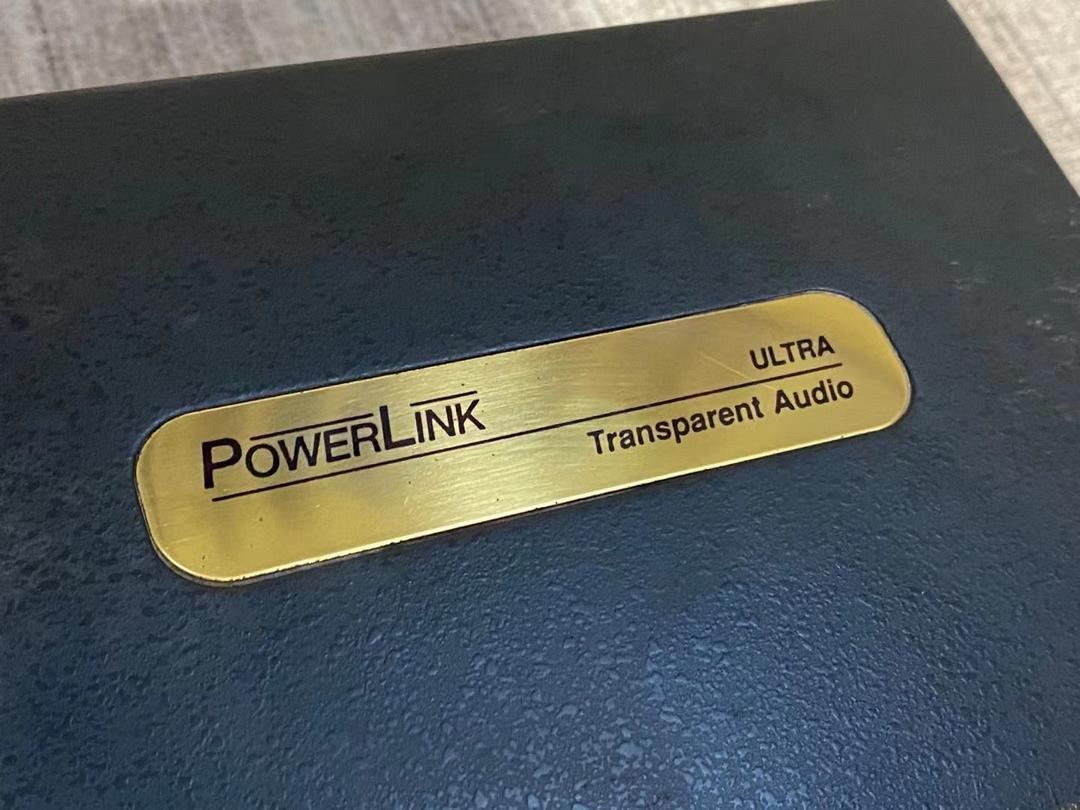 POWERLINK
ULTRA
Transparent Audio